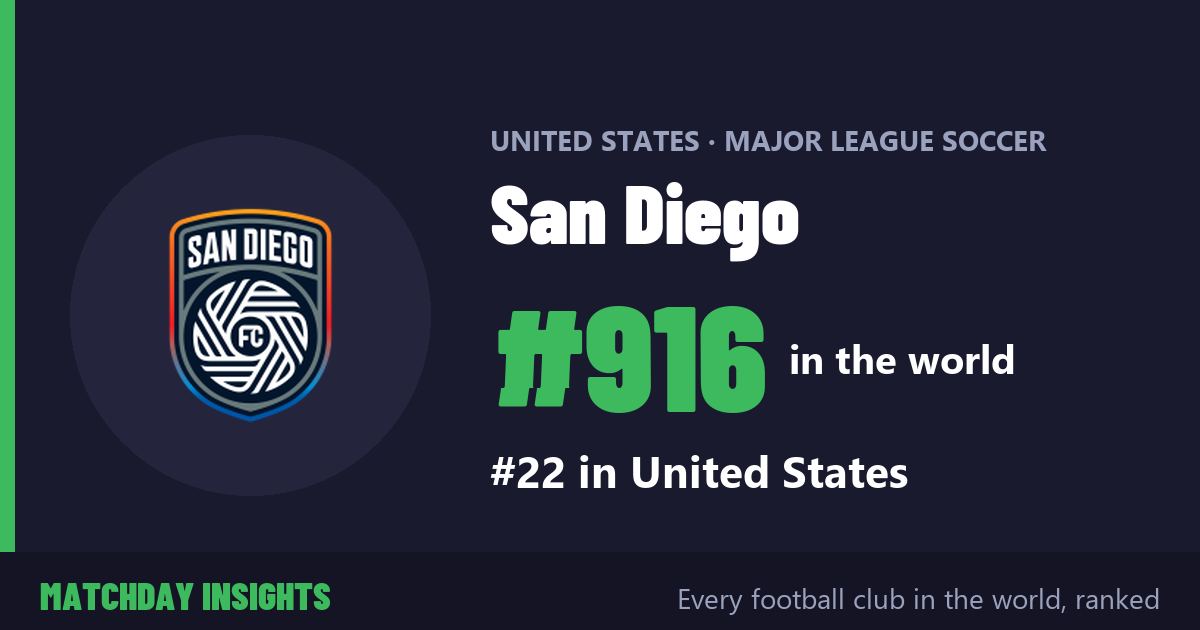 UNITED STATES · MAJOR LEAGUE SOCCER
San Diego
SAN DIEGO
FC
#916 in the world
#22 in United States
MATCHDAY INSIGHTS
Every football club in the world, ranked